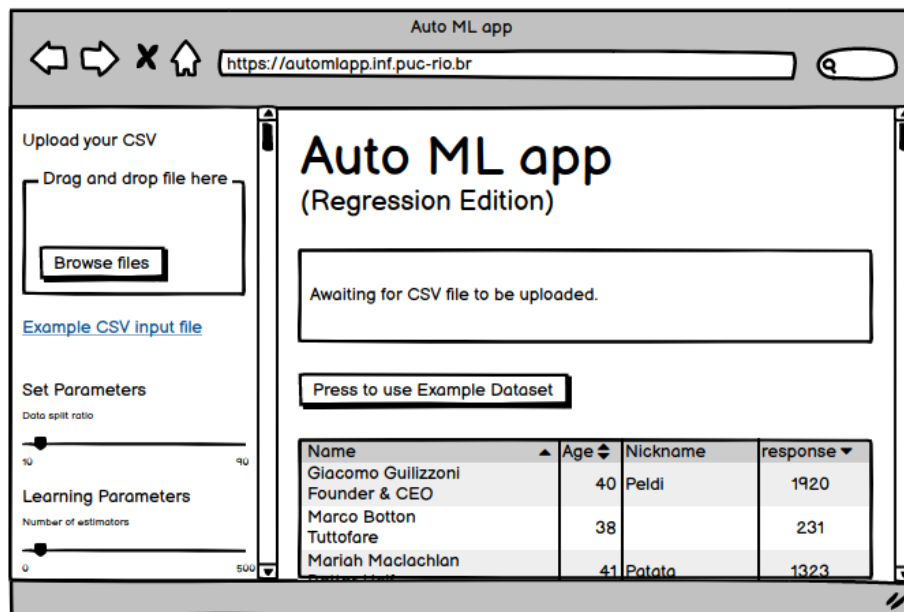 Auto ML app
https://automlapp.inf.puc-rio.br
Upload your CSV
Drag and drop file here
Browse files
Example CSV input file
Set Parameters
Data split ratio
10 90
Learning Parameters
Number of estimators
0 500
Auto ML app
(Regression Edition)
Awaiting for CSV file to be uploaded.
Press to use Example Dataset
Name Age Nickname response
Giacomo Guilizzoni
Founder & CEO 40 Peldi 1920
Marco Botton
Tuttofare 38 231
Mariah Maclachlan
41 Patata 1323